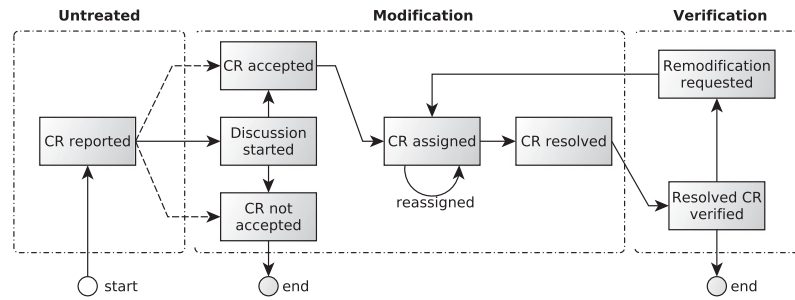 Untreated
Modification
Verification
CR accepted
Remodification
requested
CR reported
Discussion
started
CR assigned
CR resolved
reassigned
CR not
accepted
Resolved CR
verified
start
end
end